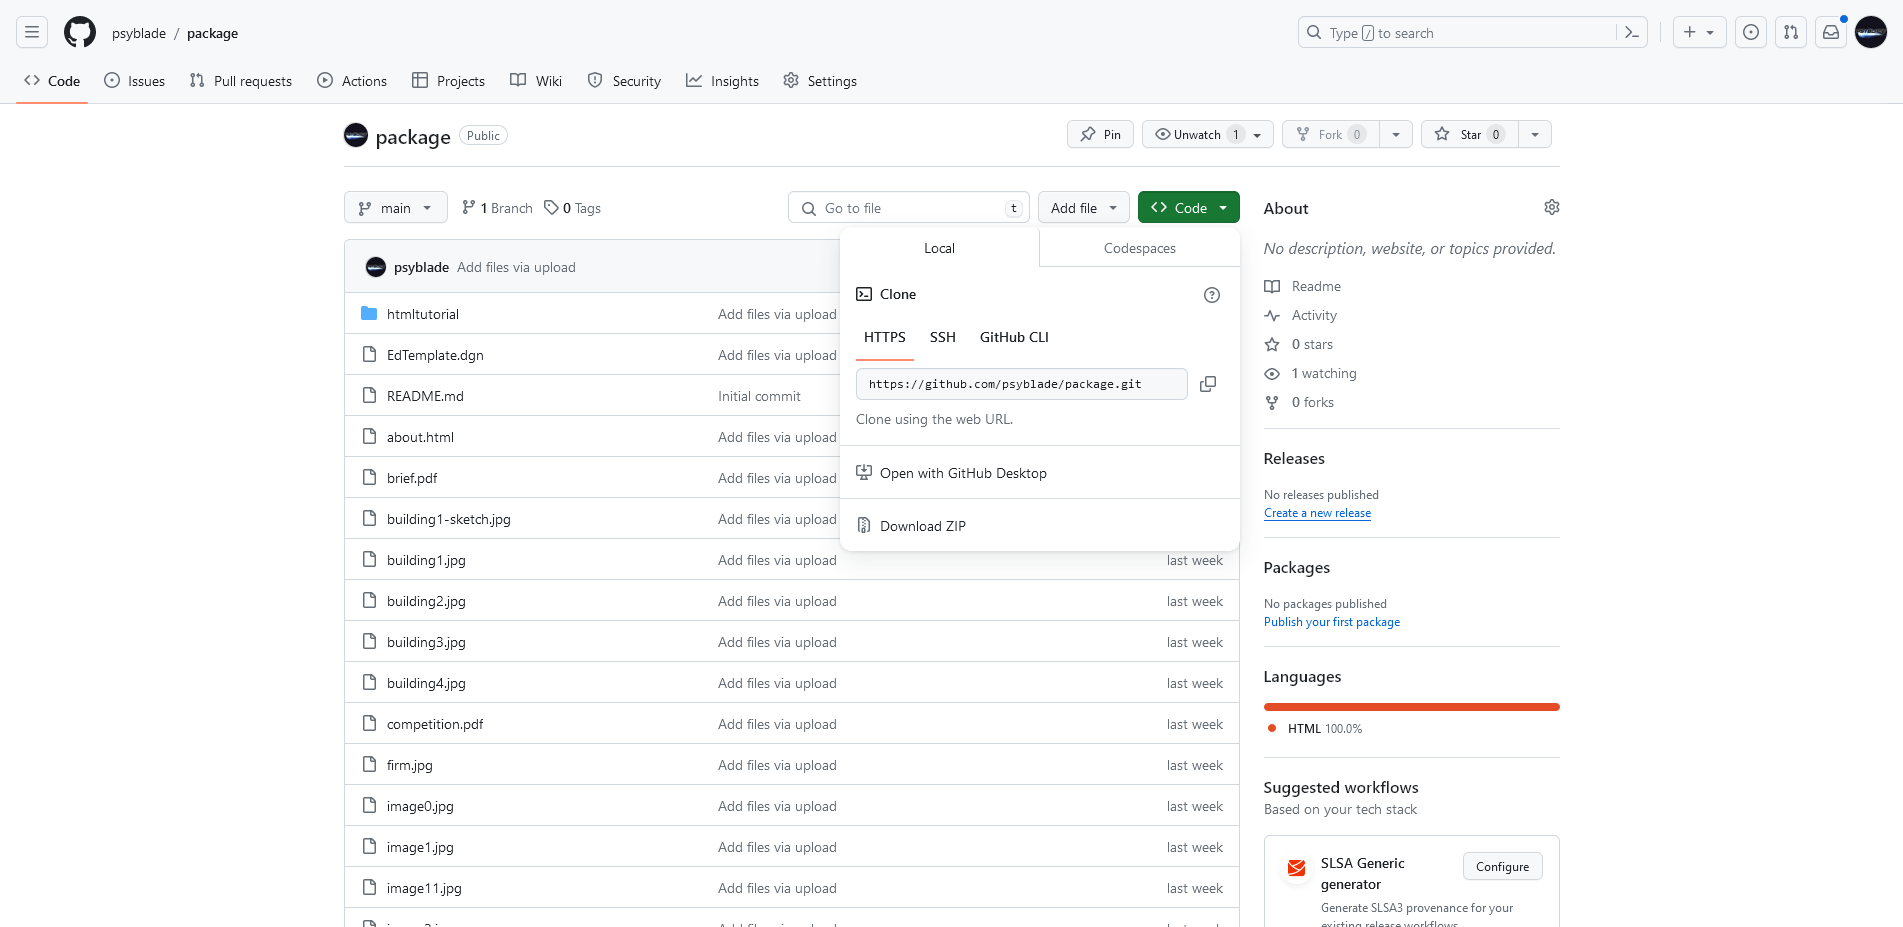 psyblade / package
Type / to search
Code
Issues
Pull requests
Actions
Projects
Wiki
Security
Insights
Settings
package Public
Pin
Unwatch 1
Fork 0
Star 0
main
1 Branch
0 Tags
Go to file t
Add file
Code
Local
Codespaces
Clone
HTTPS
SSH
GitHub CLI
https://github.com/psyblade/package.git
Clone using the web URL.
Open with GitHub Desktop
Download ZIP
psyblade Add files via upload
htmltutorial Add files via upload
EdTemplate.dgn Add files via upload
README.md Initial commit
about.html Add files via upload
brief.pdf Add files via upload
building1-sketch.jpg Add files via upload
building1.jpg Add files via upload last week
building2.jpg Add files via upload last week
building3.jpg Add files via upload last week
building4.jpg Add files via upload last week
competition.pdf Add files via upload last week
firm.jpg Add files via upload last week
image0.jpg Add files via upload last week
image1.jpg Add files via upload last week
image11.jpg Add files via upload last week
About
No description, website, or topics provided.
Readme
Activity
0 stars
1 watching
0 forks
Releases
No releases published
Create a new release
Packages
No packages published
Publish your first package
Languages
HTML 100.0%
Suggested workflows
Based on your tech stack
SLSA Generic
generator
Configure
Generate SLSA3 provenance for your
existing release workflows